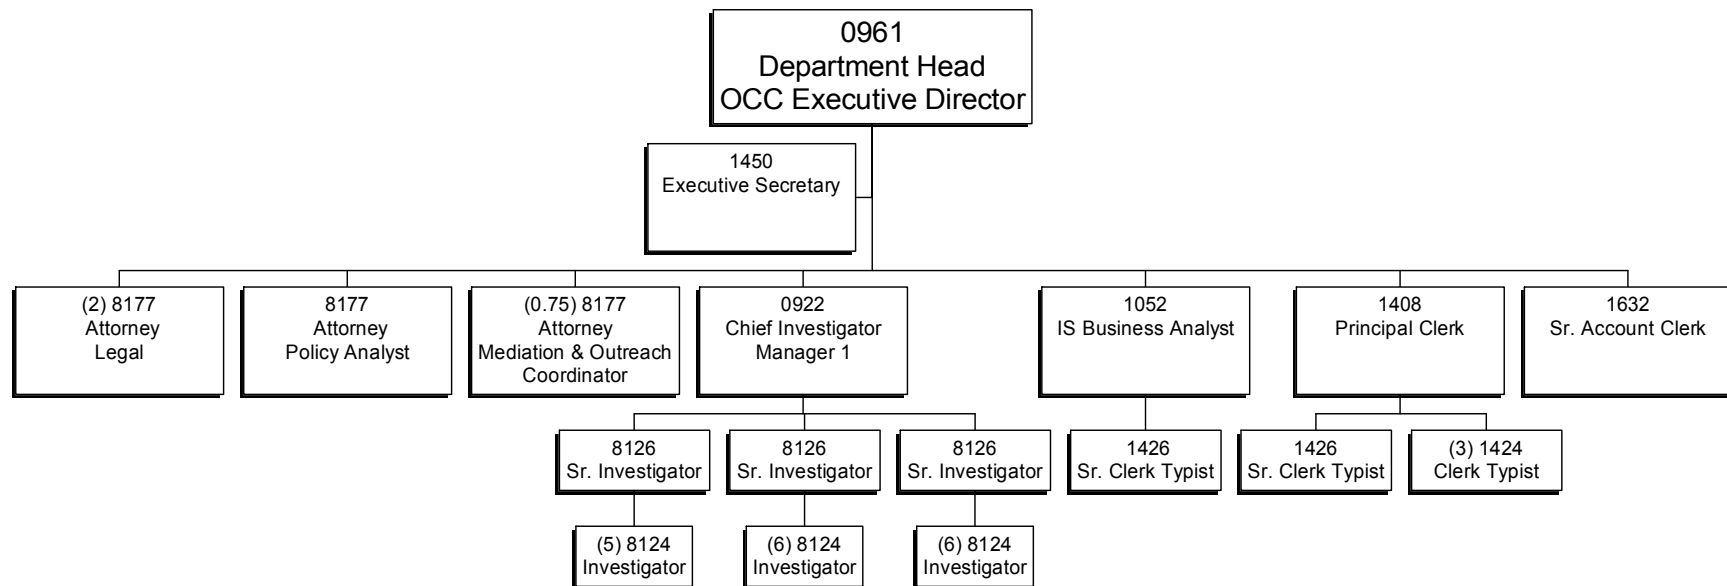 0961
Department Head
OCC Executive Director
1450
Executive Secretary
(2) 8177
Attorney
Legal
8177
Attorney
Policy Analyst
(0.75) 8177
Attorney
Mediation & Outreach
Coordinator
0922
Chief Investigator
Manager 1
1052
IS Business Analyst
1408
Principal Clerk
1632
Sr. Account Clerk
8126
Sr. Investigator
8126
Sr. Investigator
8126
Sr. Investigator
1426
Sr. Clerk Typist
1426
Sr. Clerk Typist
(3) 1424
Clerk Typist
(5) 8124
Investigator
(6) 8124
Investigator
(6) 8124
Investigator